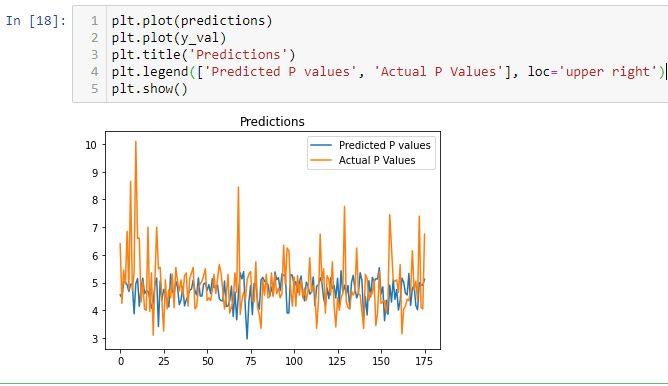 In [18]:
1 plt.plot(predictions)
2 plt.plot(y_val)
3 plt.title('Predictions')
4 plt.legend(['Predicted P values', 'Actual P Values'], loc='upper right')
5 plt.show()
Predictions
Predicted P values
Actual P Values
10
9
8
7
6
5
4
3
0 25 50 75 100 125 150 175